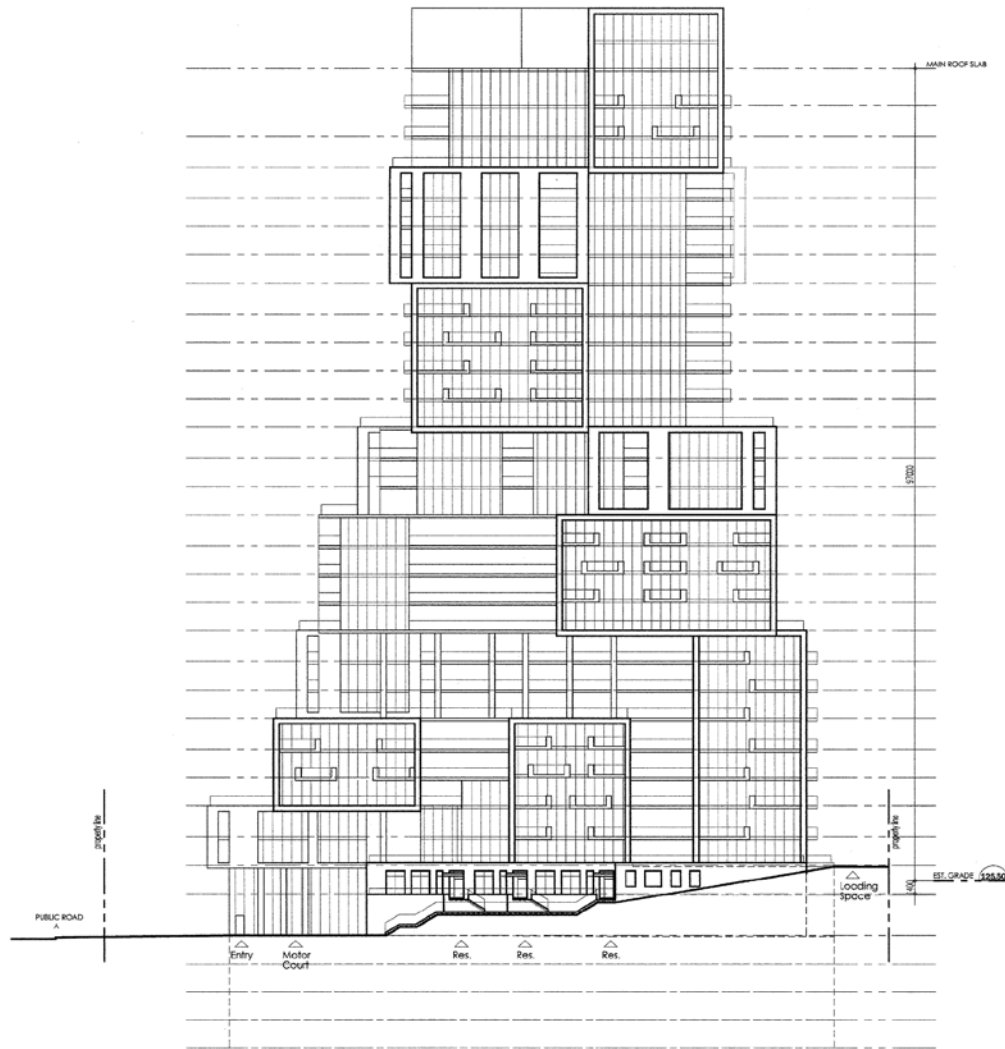 MAIN ROOF SLAB
97000
property line
property line
EST. GRADE 125.50
1400
Loading
Space
PUBLIC ROAD
Entry
Motor
Court
Res.
Res.
Res.